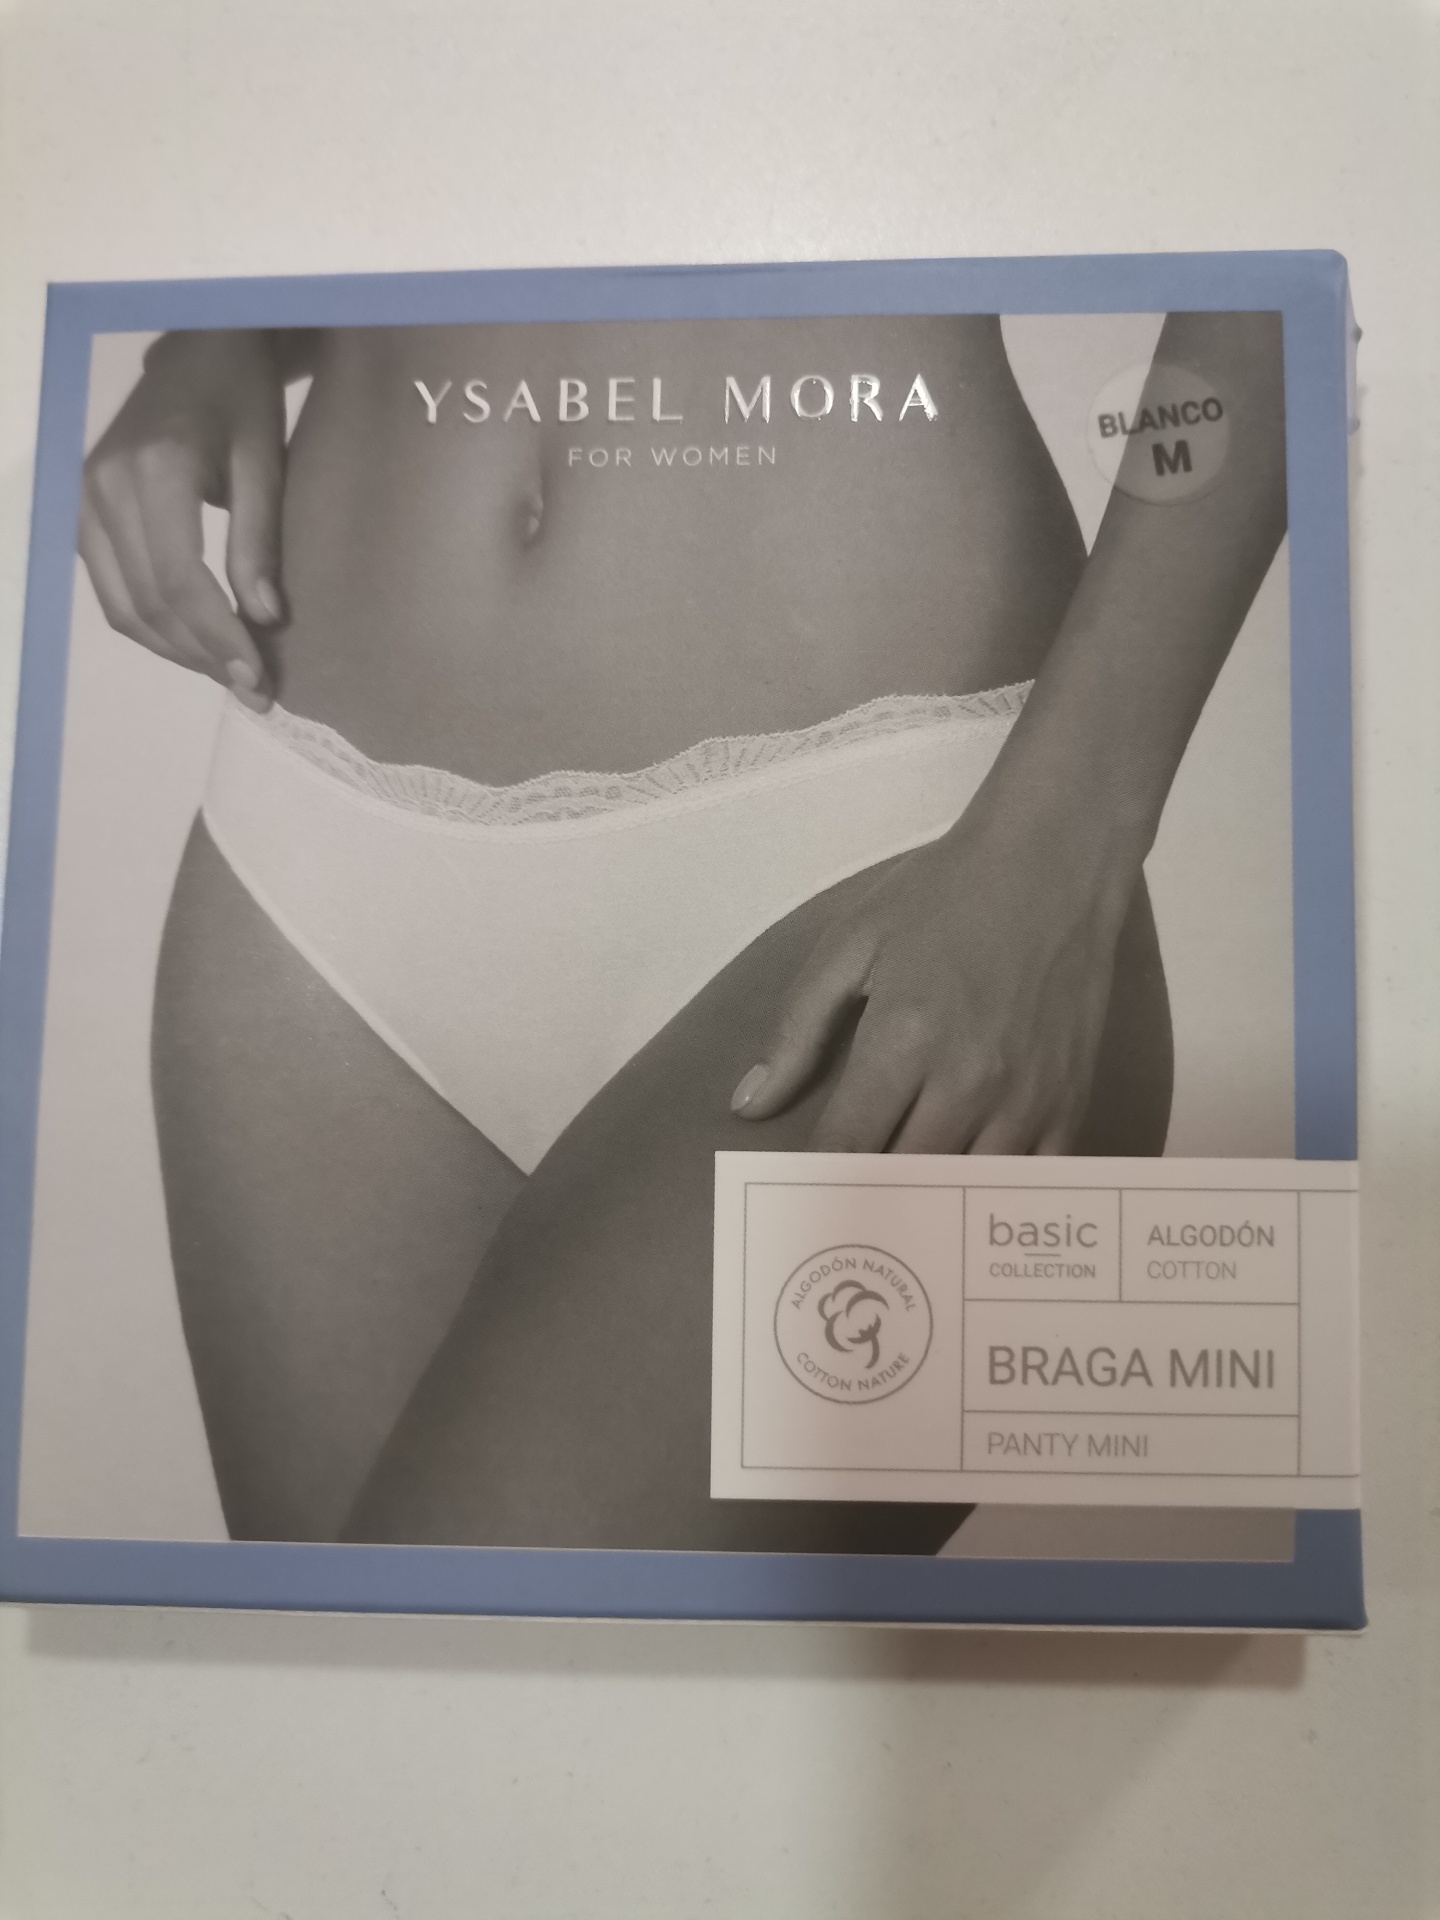 YSABEL MORA
FOR WOMEN
BLANCO
M
ALGODÓN NATURAL
COTTON NATURE
basic
COLLECTION
ALGODÓN
COTTON
BRAGA MINI
PANTY MINI